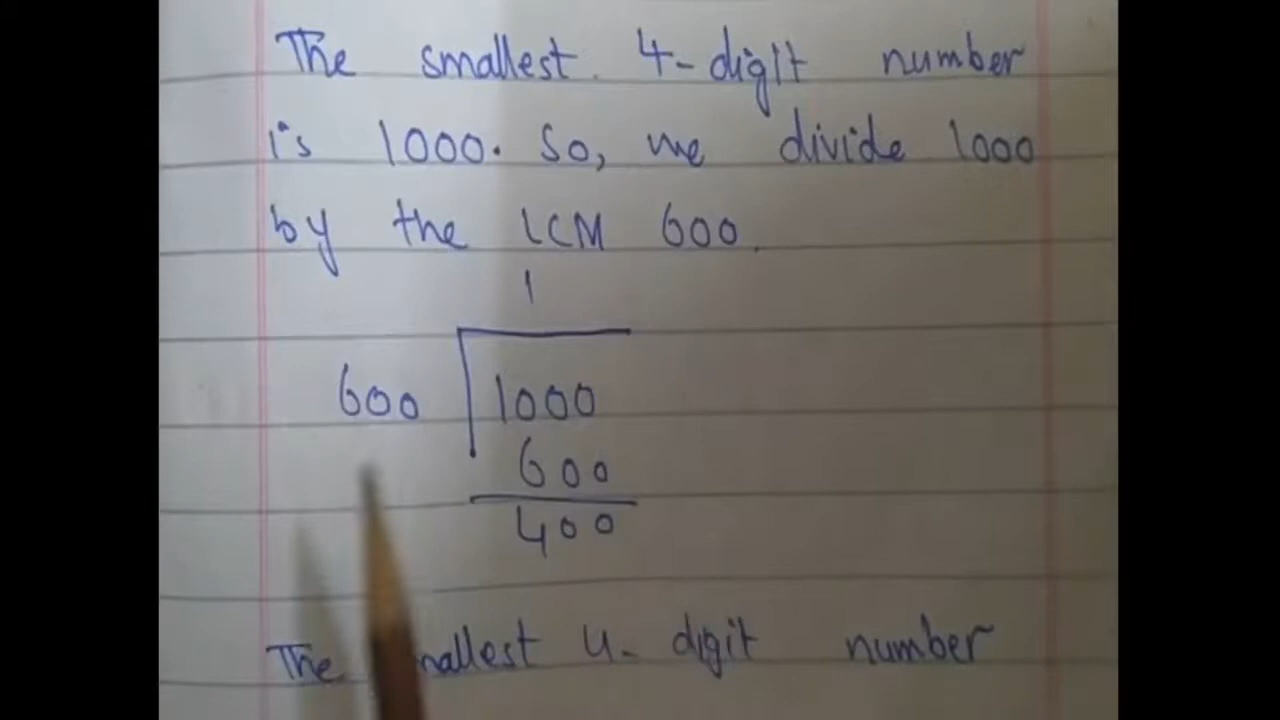 The smallest 4-digit number
is 1000. So, we divide 1000
by the LCM 600.
1
600 1000
600
400
The smallest 4-digit number